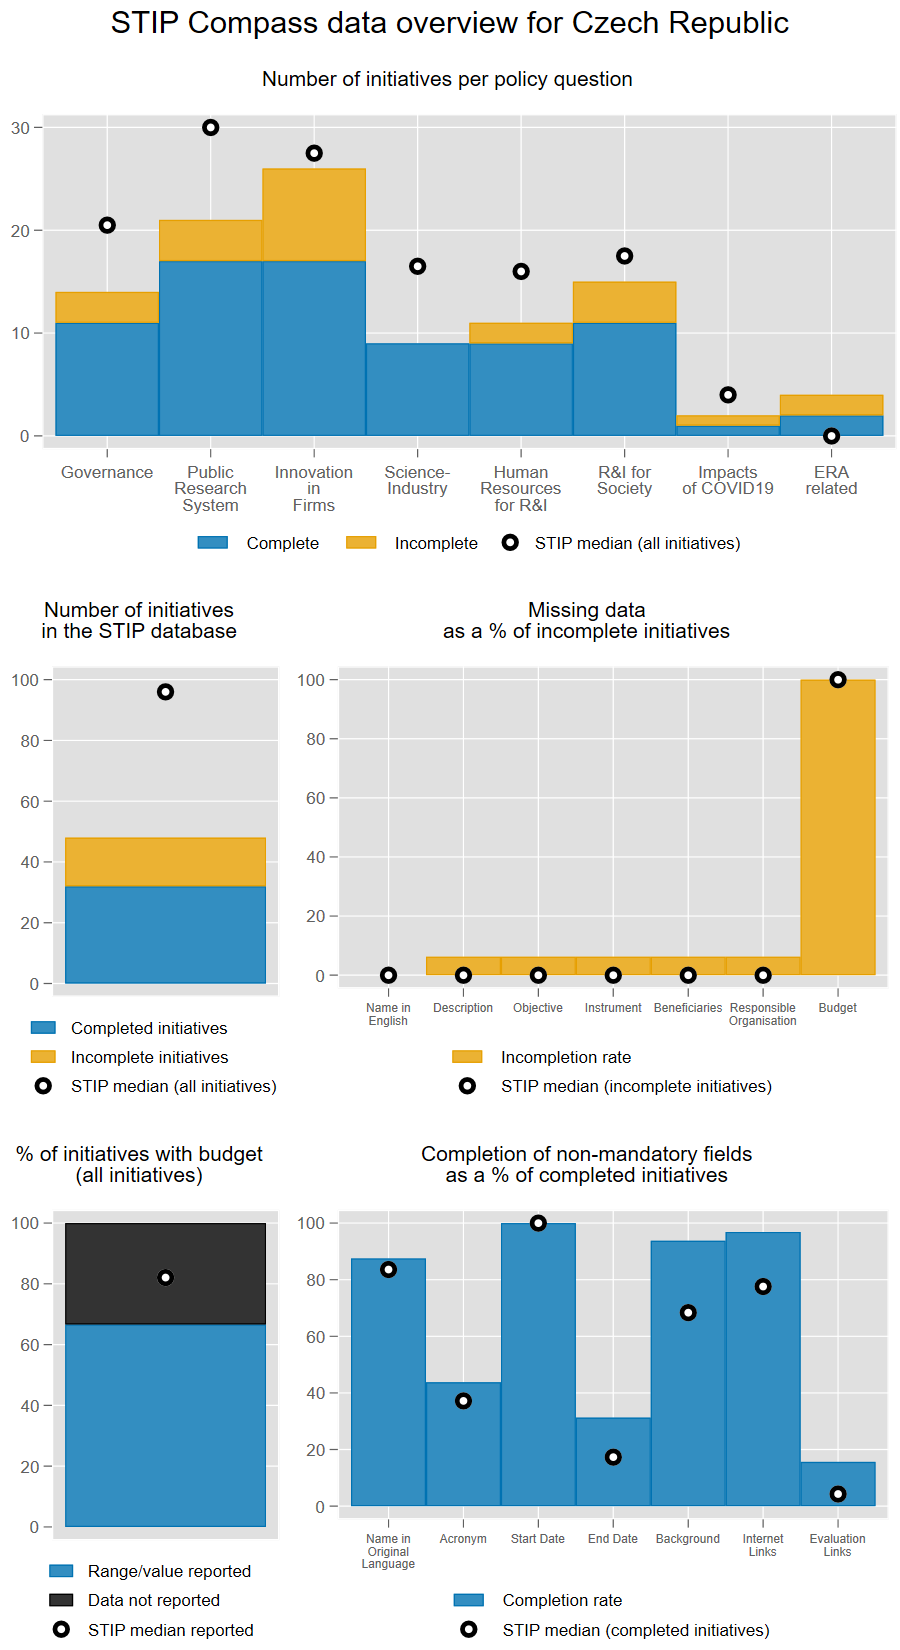 STIP Compass data overview for Czech Republic
Number of initiatives per policy question
30
20
10
0
Governance
Public
Research
System
Innovation
in
Firms
Science-
Industry
Human
Resources
for R&I
R&I for
Society
Impacts
of COVID19
ERA
related
Complete
Incomplete
STIP median (all initiatives)
Number of initiatives
in the STIP database
100
80
60
40
20
0
Completed initiatives
Incomplete initiatives
STIP median (all initiatives)
Missing data
as a % of incomplete initiatives
100
80
60
40
20
0
Name in
English
Description
Objective
Instrument
Beneficiaries
Responsible
Organisation
Budget
Incompletion rate
STIP median (incomplete initiatives)
% of initiatives with budget
(all initiatives)
100
80
60
40
20
0
Range/value reported
Data not reported
STIP median reported
Completion of non-mandatory fields
as a % of completed initiatives
100
80
60
40
20
0
Name in
Original
Language
Acronym
Start Date
End Date
Background
Internet
Links
Evaluation
Links
Completion rate
STIP median (completed initiatives)